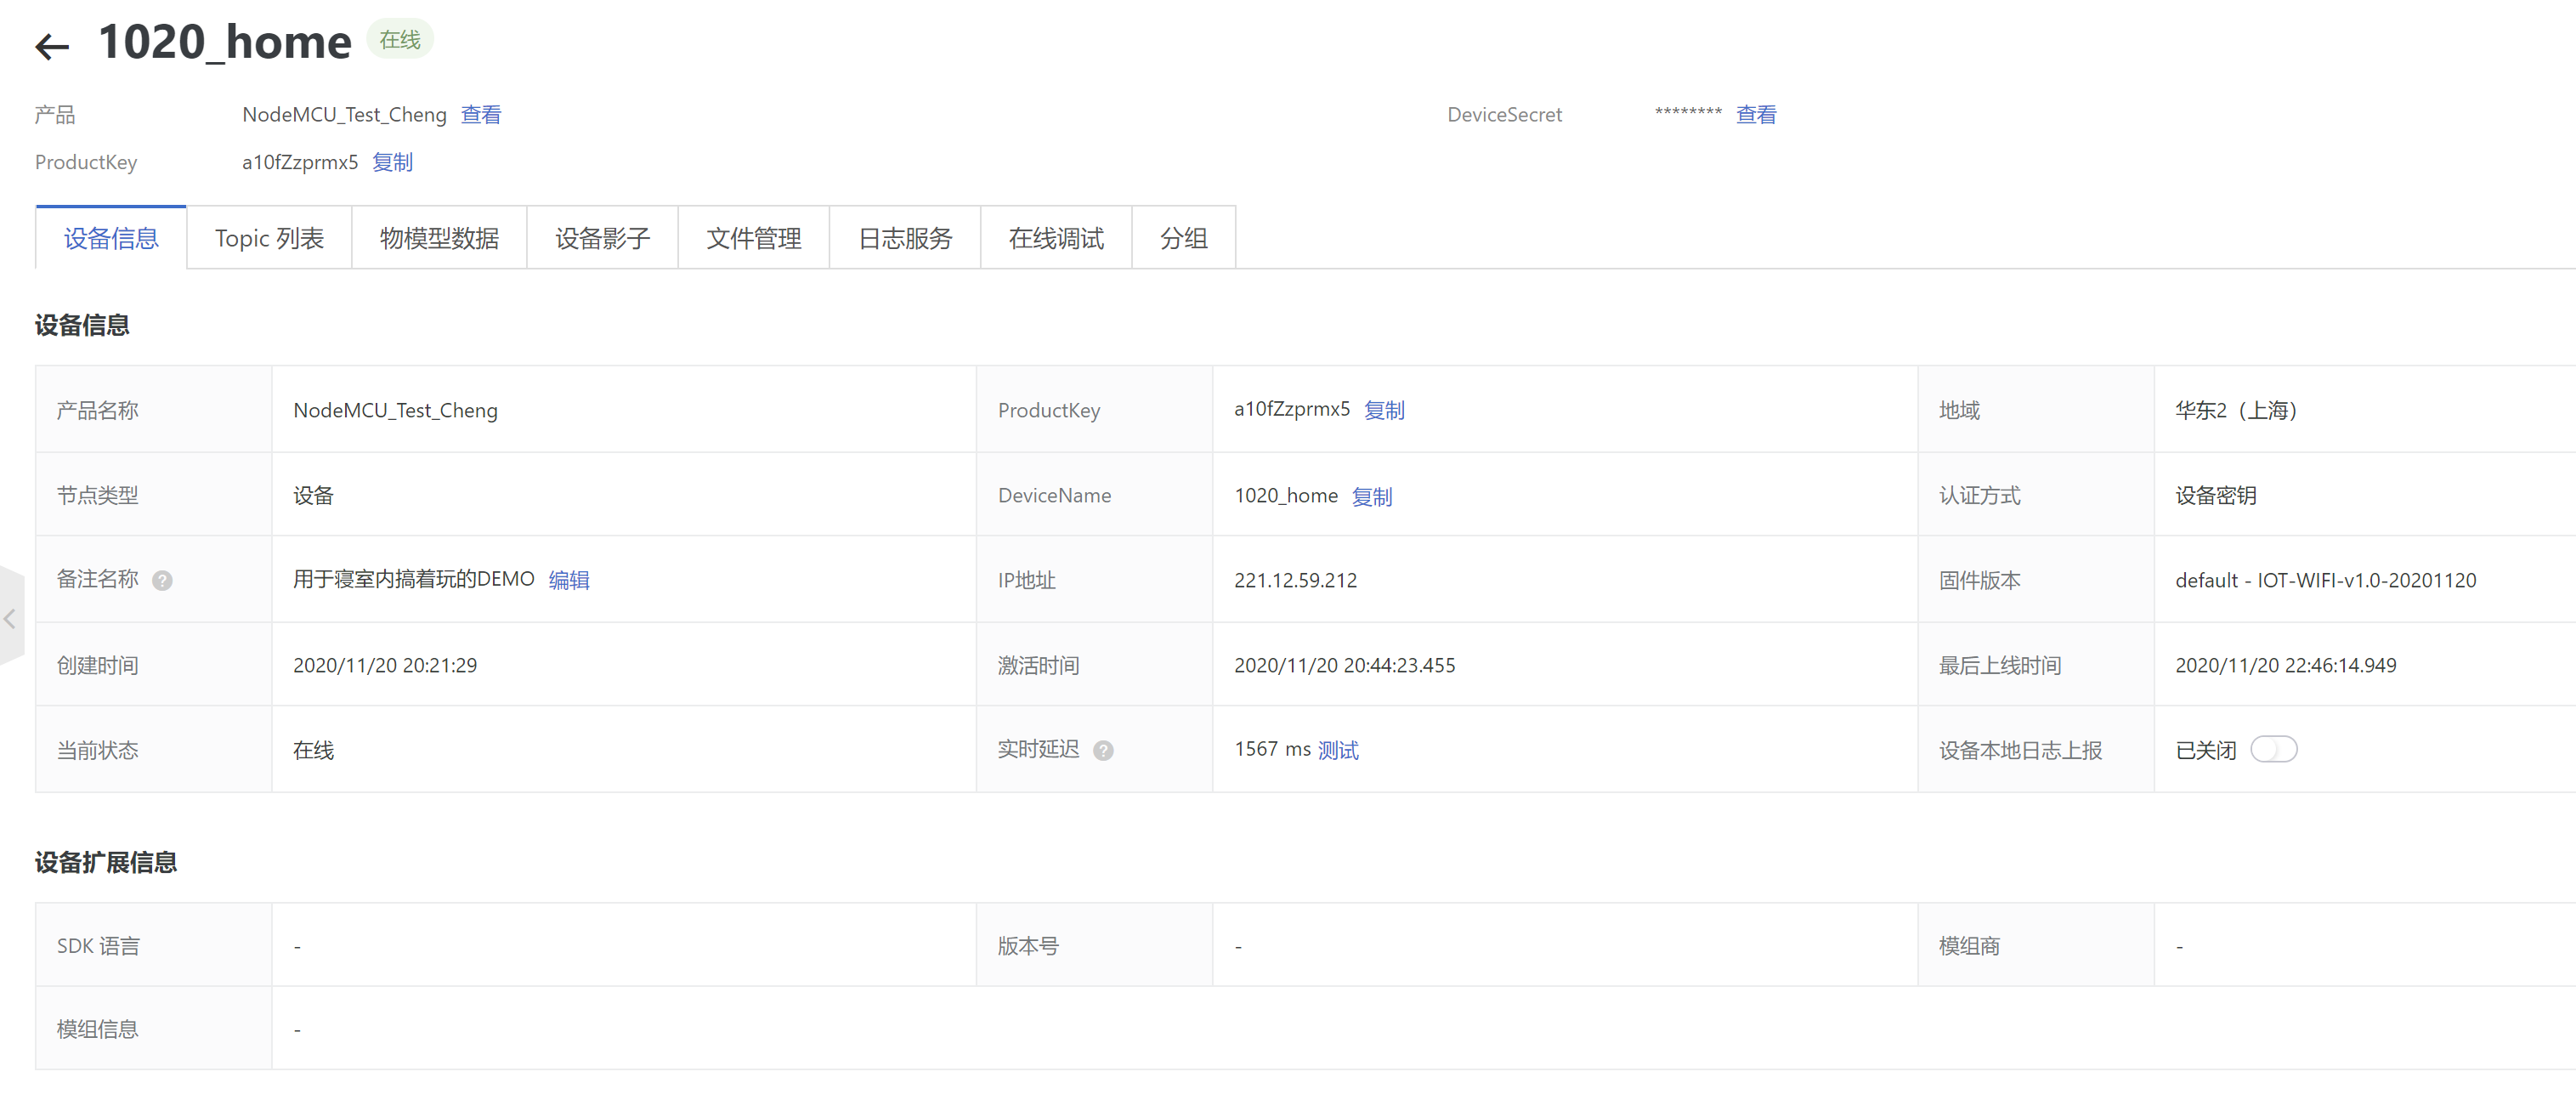 1020_home 在线
产品 NodeMCU_Test_Cheng 查看 DeviceSecret ******** 查看
ProductKey a10fZzprmx5 复制
设备信息 Topic 列表 物模型数据 设备影子 文件管理 日志服务 在线调试 分组
设备信息
产品名称 NodeMCU_Test_Cheng ProductKey a10fZzprmx5 复制 地域 华东2（上海）
节点类型 设备 DeviceName 1020_home 复制 认证方式 设备密钥
备注名称 ? 用于寝室内搞着玩的DEMO 编辑 IP地址 221.12.59.212 固件版本 default - IOT-WIFI-v1.0-20201120
创建时间 2020/11/20 20:21:29 激活时间 2020/11/20 20:44:23.455 最后上线时间 2020/11/20 22:46:14.949
当前状态 在线 实时延迟 ? 1567 ms 测试 设备本地日志上报 已关闭
设备扩展信息
SDK 语言 - 版本号 - 模组商 -
模组信息 -